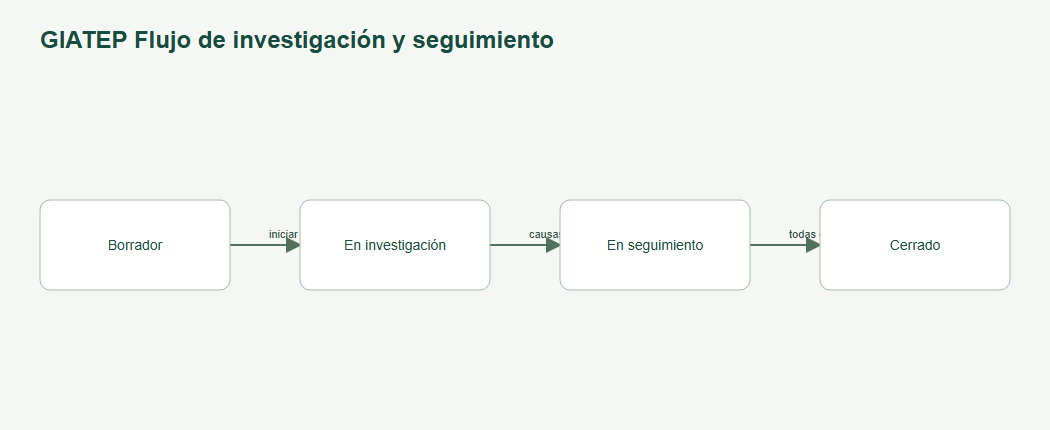 GIATEP Flujo de investigación y seguimiento
Borrador
iniciar
En investigación
causas
En seguimiento
todas
Cerrado